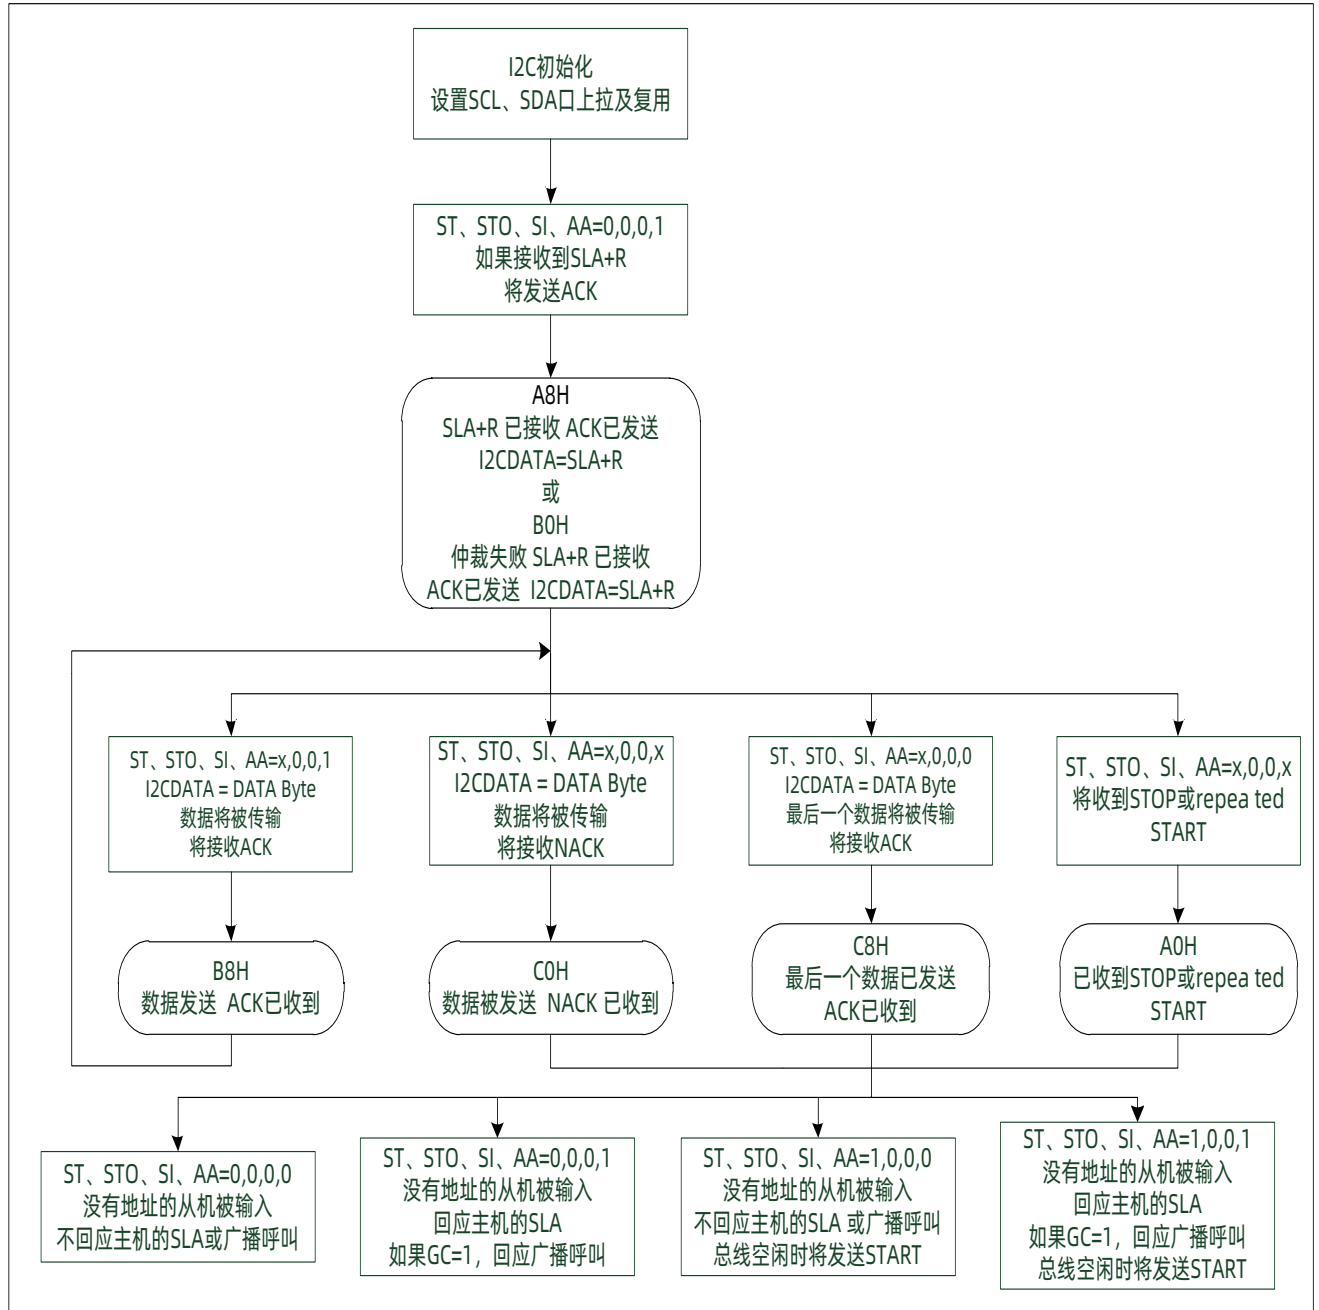 I2C初始化
设置SCL、SDA口上拉及复用
ST、STO、SI、AA=0,0,0,1
如果接收到SLA+R
将发送ACK
A8H
SLA+R 已接收 ACK已发送
I2CDATA=SLA+R
或
B0H
仲裁失败 SLA+R 已接收
ACK已发送 I2CDATA=SLA+R
ST、STO、SI、AA=x,0,0,1
I2CDATA = DATA Byte
数据将被传输
将接收ACK
ST、STO、SI、AA=x,0,0,x
I2CDATA = DATA Byte
数据将被传输
将接收NACK
ST、STO、SI、AA=x,0,0,0
I2CDATA = DATA Byte
最后一个数据将被传输
将接收ACK
ST、STO、SI、AA=x,0,0,x
将收到STOP或repea ted
START
B8H
数据发送 ACK已收到
C0H
数据被发送 NACK 已收到
C8H
最后一个数据已发送
ACK已收到
A0H
已收到STOP或repea ted
START
ST、STO、SI、AA=0,0,0,0
没有地址的从机被输入
不回应主机的SLA或广播呼叫
ST、STO、SI、AA=0,0,0,1
没有地址的从机被输入
回应主机的SLA
如果GC=1，回应广播呼叫
ST、STO、SI、AA=1,0,0,0
没有地址的从机被输入
不回应主机的SLA 或广播呼叫
总线空闲时将发送START
ST、STO、SI、AA=1,0,0,1
没有地址的从机被输入
回应主机的SLA
如果GC=1，回应广播呼叫
总线空闲时将发送START